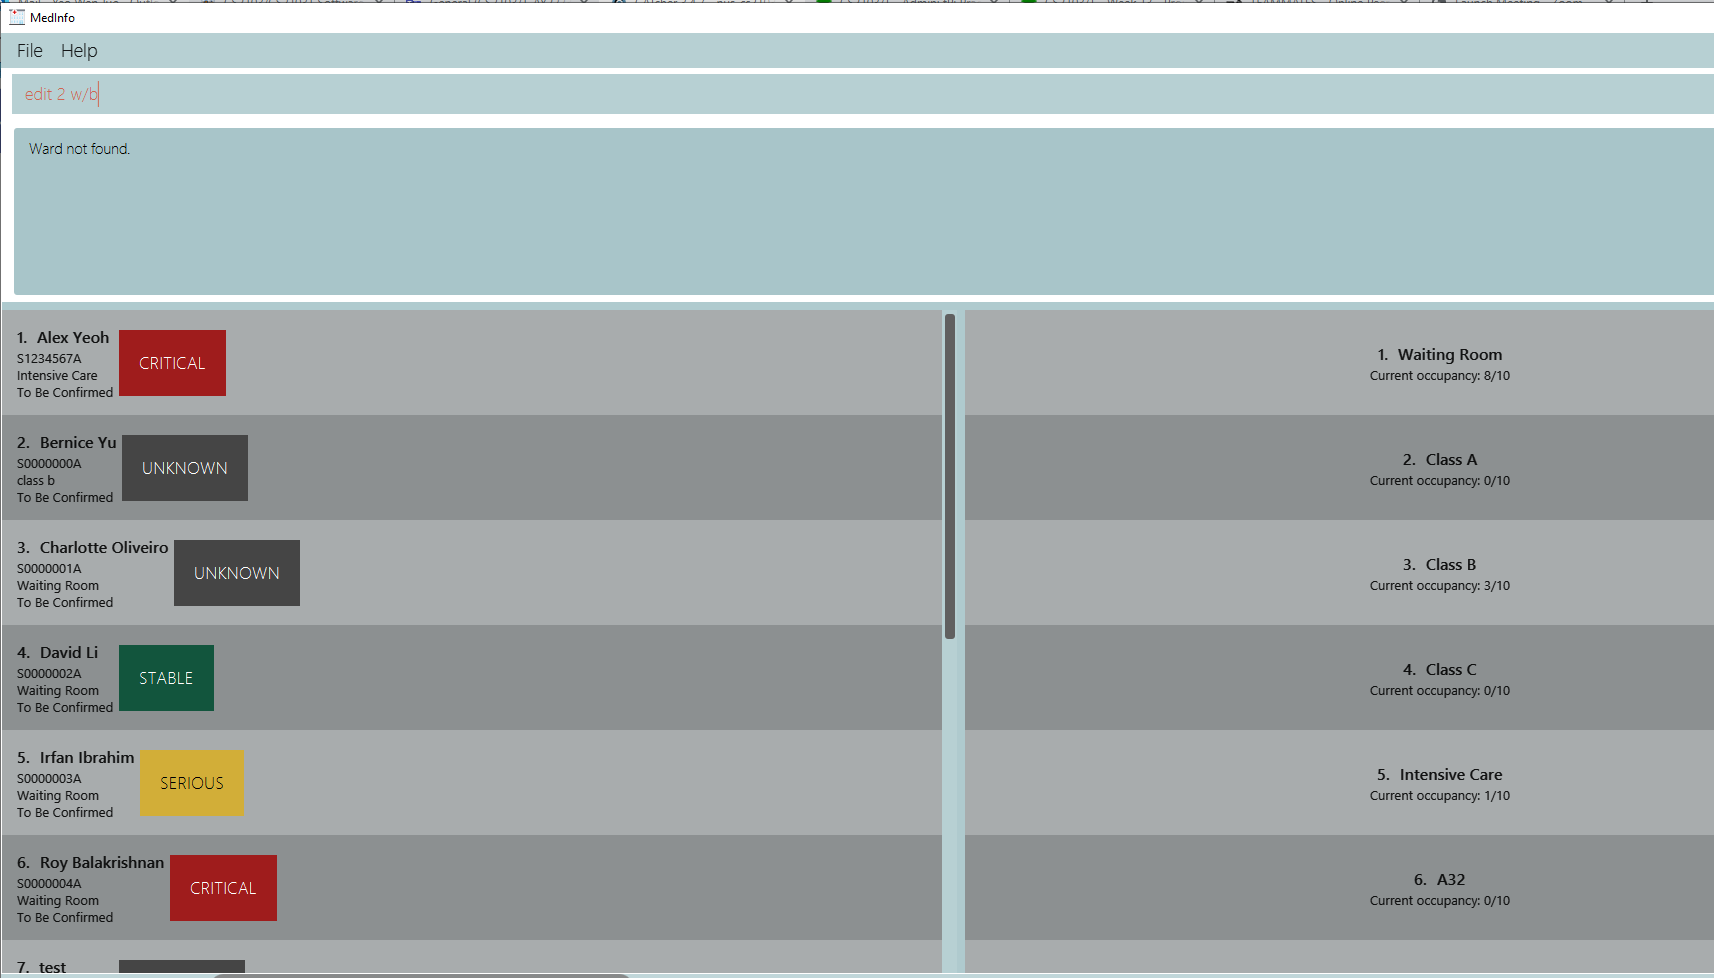 MedInfo
File Help
edit 2 w/b
Ward not found.
1. Alex Yeoh
S1234567A
Intensive Care
To Be Confirmed
CRITICAL
2. Bernice Yu
S0000000A
class b
To Be Confirmed
UNKNOWN
3. Charlotte Oliveiro
S0000001A
Waiting Room
To Be Confirmed
UNKNOWN
4. David Li
S0000002A
Waiting Room
To Be Confirmed
STABLE
5. Irfan Ibrahim
S0000003A
Waiting Room
To Be Confirmed
SERIOUS
6. Roy Balakrishnan
S0000004A
Waiting Room
To Be Confirmed
CRITICAL
7. test
1. Waiting Room
Current occupancy: 8/10
2. Class A
Current occupancy: 0/10
3. Class B
Current occupancy: 3/10
4. Class C
Current occupancy: 0/10
5. Intensive Care
Current occupancy: 1/10
6. A32
Current occupancy: 0/10